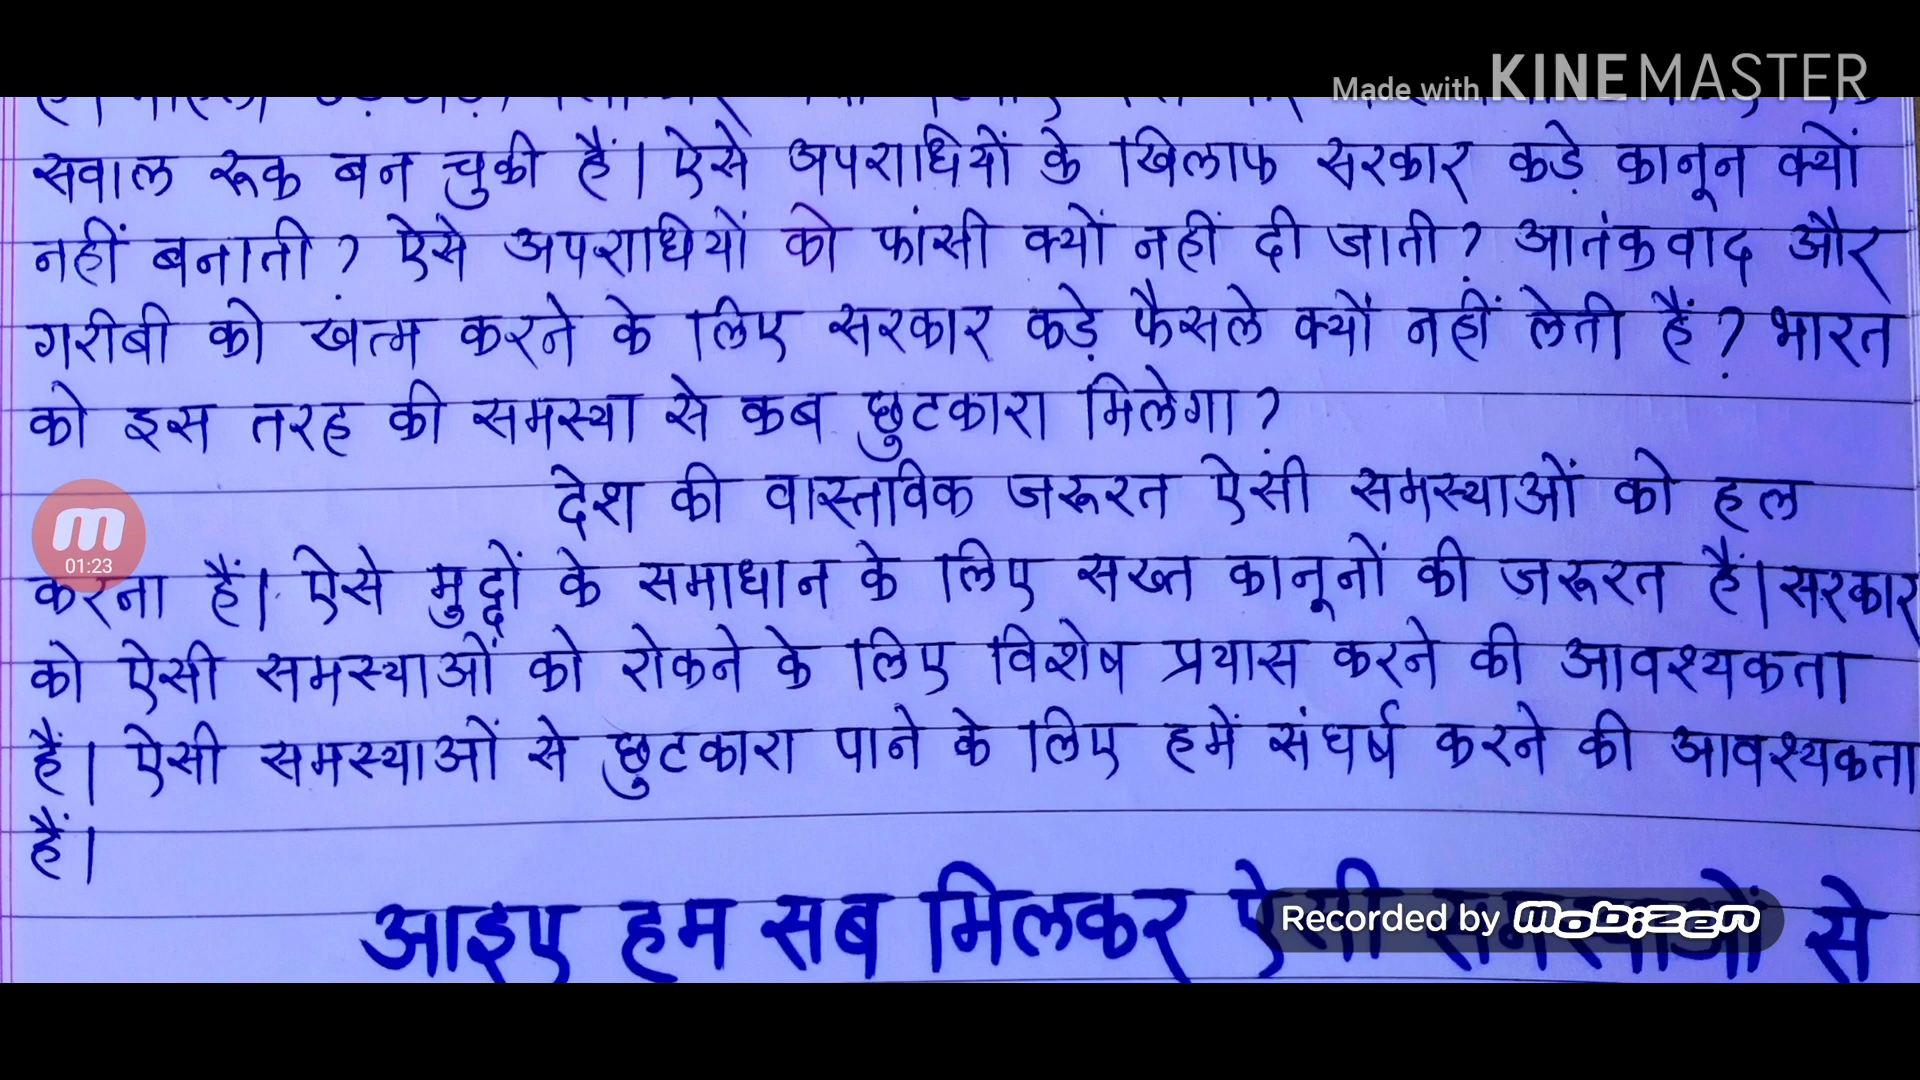 Made with KINEMASTER
सवाल रूक बन चुकी हैं। ऐसे अपराधियों के खिलाफ सरकार कड़े कानून क्यों
नहीं बनाती? ऐसे अपराधियों को फांसी क्यों नहीं दी जाती? आतंकवाद और
गरीबी को खंत्म करने के लिए सरकार कड़े फैसले क्यों नहीं लेती हैं? भारत
को इस तरह की समस्या से कब छुटकारा मिलेगा?
देश की वास्तविक जरूरत ऐसी समस्याओं को हल
करना हैं। ऐसे मुद्दों के समाधान के लिए सख्त कानूनों की जरूरत हैं। सरकार
को ऐसी समस्याओं को रोकने के लिए विशेष प्रयास करने की आवश्यकता
हैं। ऐसी समस्याओं से छुटकारा पाने के लिए हमें संघर्ष करने की आवश्यकता
हैं।
आइए हम सब मिलकर ऐसी समस्याओं से
01:23
Recorded by mobizen